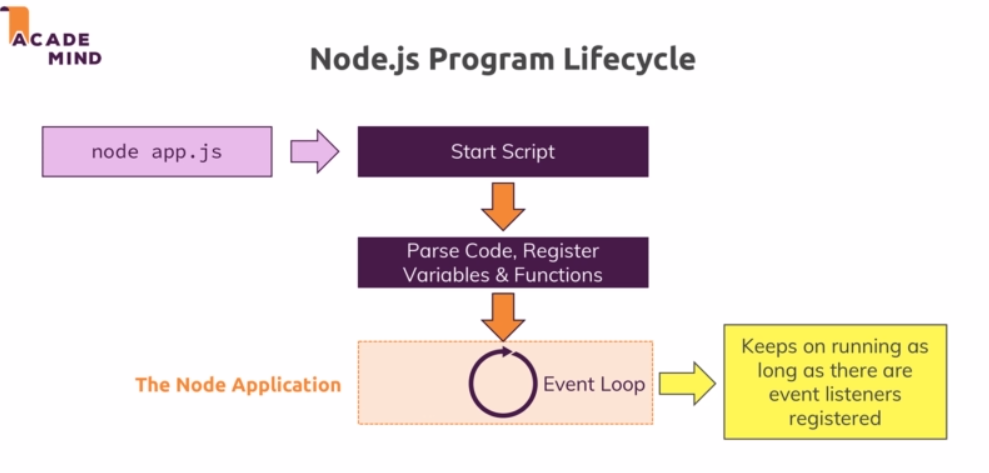 ACADE
MIND
Node.js Program Lifecycle
node app.js
Start Script
Parse Code, Register
Variables & Functions
The Node Application
Event Loop
Keeps on running as
long as there are
event listeners
registered